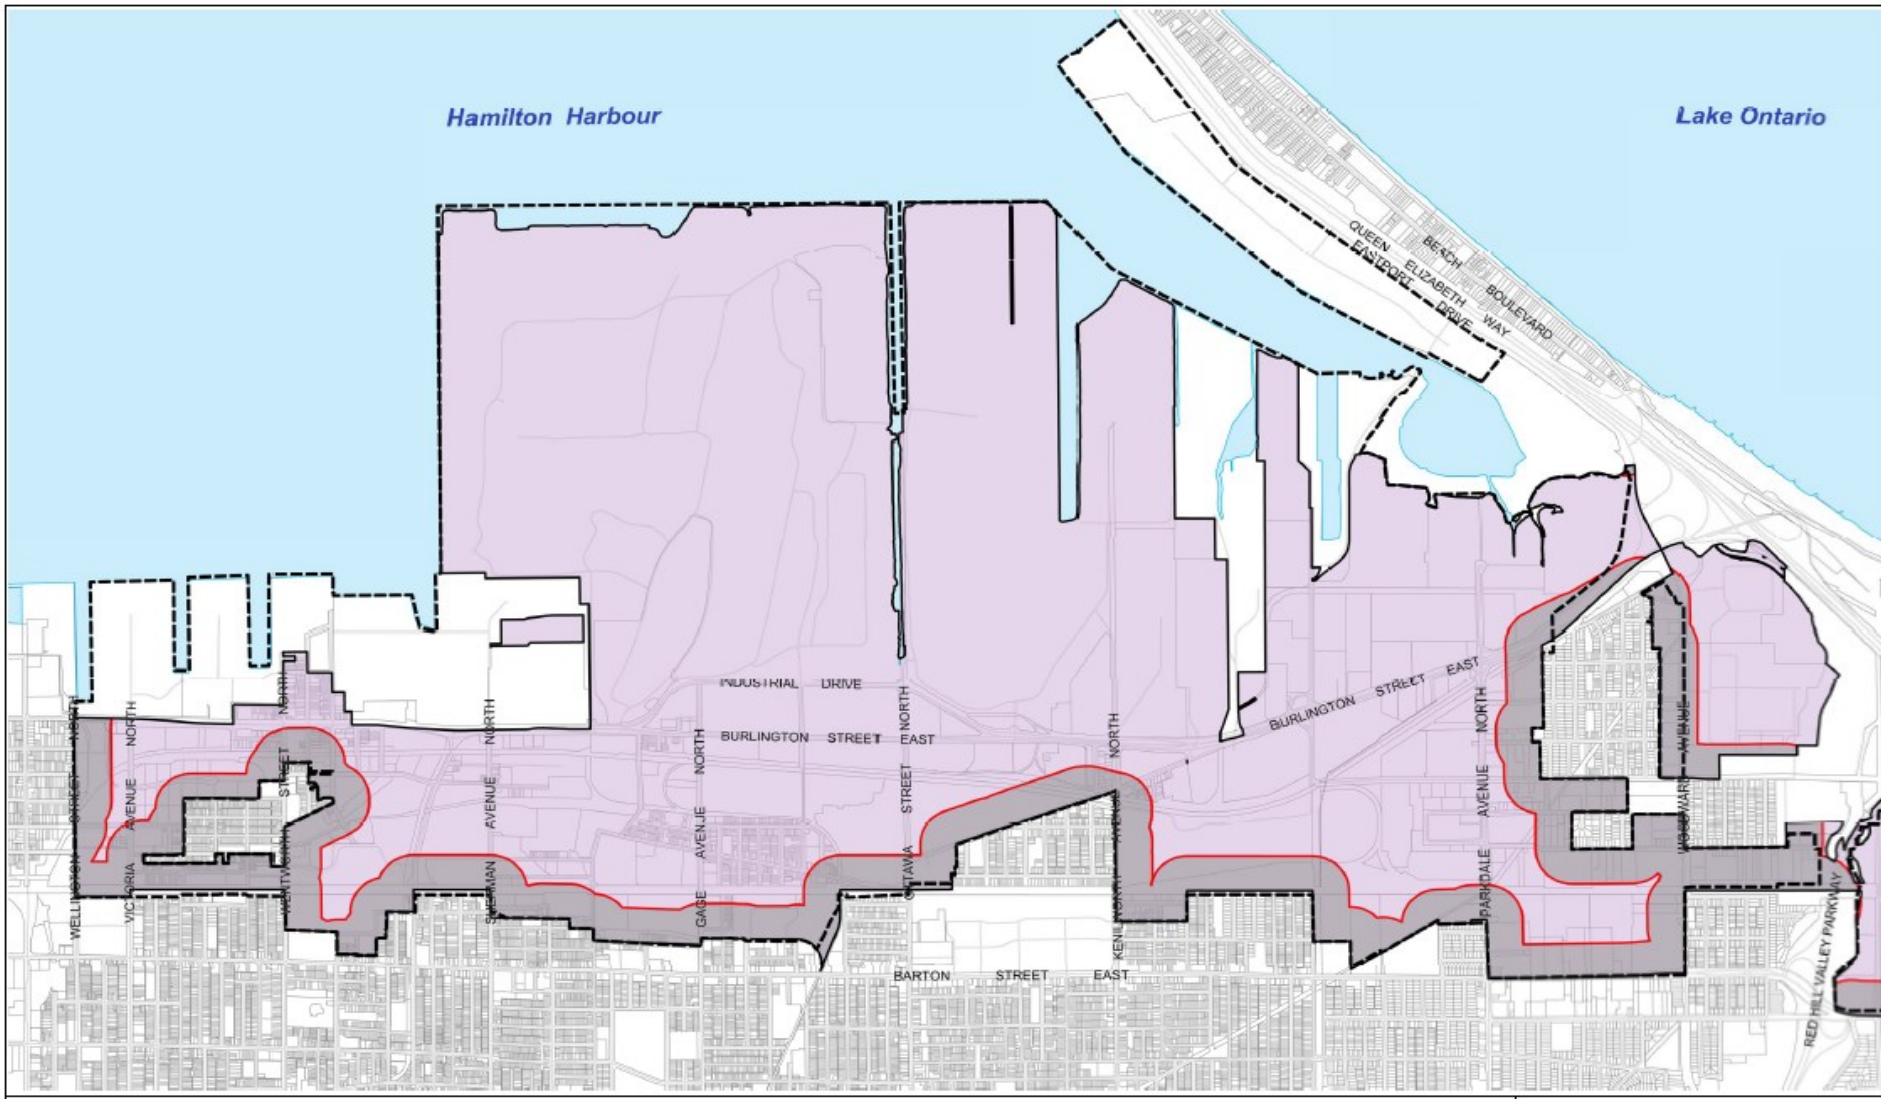 Hamilton Harbour
Lake Ontario
QUEEN ELIZABETH WAY
EASTPORT DRIVE
BEACH BOULEVARD
INDUSTRIAL DRIVE
BURLINGTON STREET EAST
BURLINGTON STREET EAST
WELLINGTON STREET NORTH
VICTORIA AVENUE NORTH
WENTWORTH STREET NORTH
SHERMAN AVENUE NORTH
GAGE AVENUE NORTH
OTTAWA STREET NORTH
KENILWORTH AVENUE NORTH
PARKDALE AVENUE NORTH
WOODWARD AVENUE
RED HILL VALLEY PARKWAY
BARTON STREET EAST